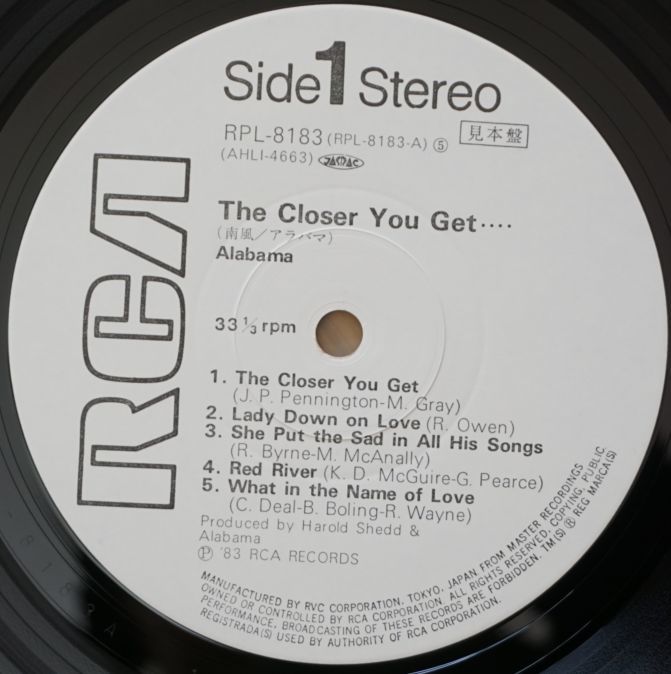 Side 1 Stereo
RPL-8183 (RPL-8183-A) ⑤ 見本盤
(AHLI-4663) JASRAC
The Closer You Get····
(南風/アラバマ)
Alabama
RCA
33 1/3 rpm
1. The Closer You Get
(J. P. Pennington-M. Gray)
2. Lady Down on Love (R. Owen)
3. She Put the Sad in All His Songs
(R. Byrne-M. McAnally)
4. Red River (K. D. McGuire-G. Pearce)
5. What in the Name of Love
(C. Deal-B. Boling-R. Wayne)
Produced by Harold Shedd &
Alabama
Ⓟ '83 RCA RECORDS
MANUFACTURED BY RVC CORPORATION, TOKYO, JAPAN FROM MASTER RECORDINGS
OWNED OR CONTROLLED BY RCA CORPORATION. ALL RIGHTS RESERVED, COPYING, PUBLIC
PERFORMANCE, BROADCASTING OF THESE RECORDS ARE FORBIDDEN, TM(S) ® REG MARCA(S)
REGISTRADA(S) USED BY AUTHORITY OF RCA CORPORATION.
8183A